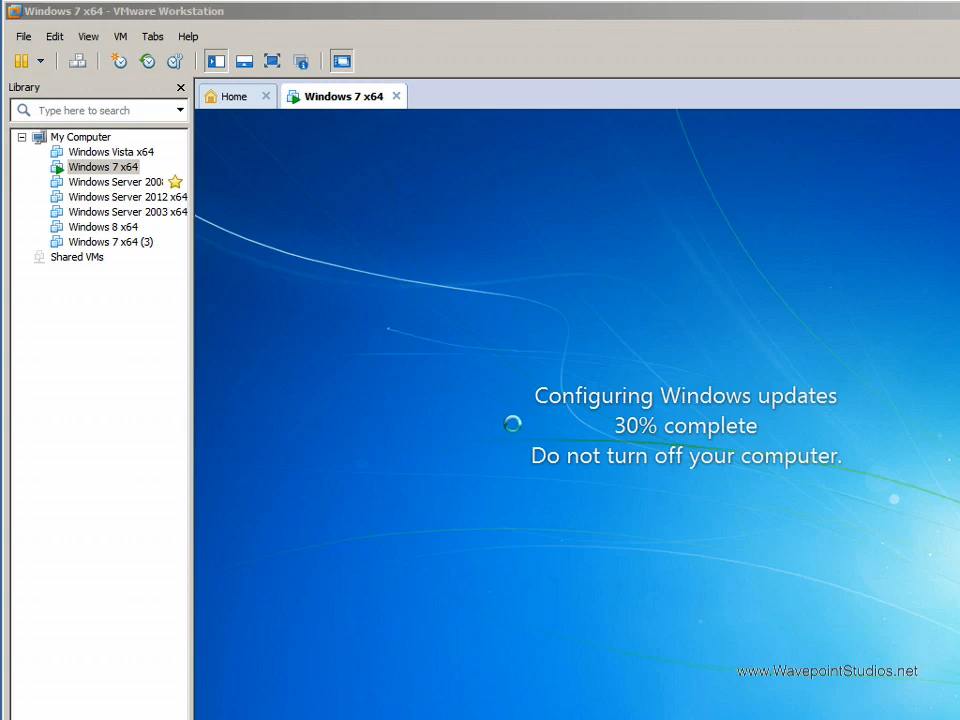 Windows 7 x64 - VMware Workstation
File Edit View VM Tabs Help
Library
Type here to search
Home
Windows 7 x64
My Computer
Windows Vista x64
Windows 7 x64
Windows Server 200
Windows Server 2012 x64
Windows Server 2003 x64
Windows 8 x64
Windows 7 x64 (3)
Shared VMs
Configuring Windows updates
30% complete
Do not turn off your computer.
www.WavepointStudios.net